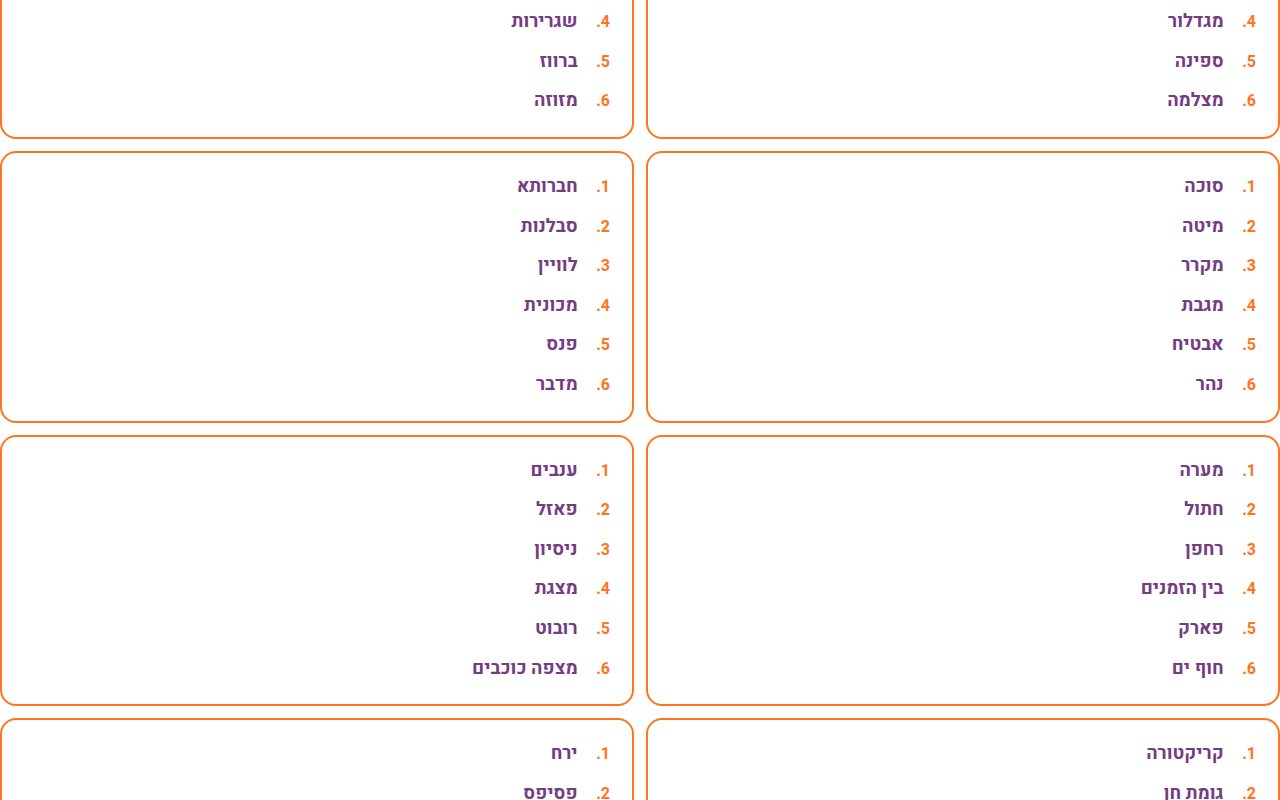 4. מגדלור
5. ספינה
6. מצלמה
4. שגרירות
5. ברווז
6. מזוזה
1. סוכה
2. מיטה
3. מקרר
4. מגבת
5. אבטיח
6. נהר
1. חברותא
2. סבלנות
3. לוויין
4. מכונית
5. פנס
6. מדבר
1. מערה
2. חתול
3. רחפן
4. בין הזמנים
5. פארק
6. חוף ים
1. ענבים
2. פאזל
3. ניסיון
4. מצגת
5. רובוט
6. מצפה כוכבים
1. קריקטורה
2. גומת חן
1. ירח
2. פסיפס